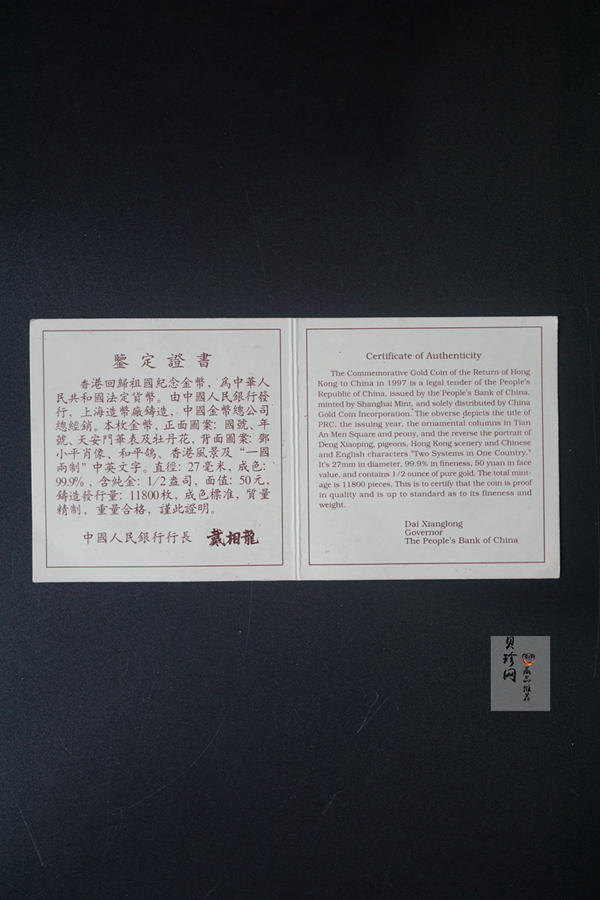 鑒定證書
香港回歸祖國紀念金幣，爲中華人
民共和國法定貨幣。由中國人民銀行發
行，上海造幣廠鑄造，中國金幣總公司
總經銷。本枚金幣，正面圖案：國號、年
號、天安門華表及牡丹花，背面圖案：鄧
小平肖像、和平鴿、香港風景及“一國
兩制”中英文字。直徑：27毫米，成色：
99.9%，含純金：1/2盎司，面值：50元，
鑄造發行量：11800枚，成色標准，質量
精制，重量合格，謹此證明。
中國人民銀行行長 戴相龍
Certificate of Authenticity
The Commemorative Gold Coin of the Return of Hong
Kong to China in 1997 is a legal tender of the People's
Republic of China, issued by the People's Bank of China,
minted by Shanghai Mint, and solely distributed by China
Gold Coin Incorporation. The obverse depicts the title of
PRC, the issuing year, the ornamental columns in Tian
An Men Square and peony, and the reverse the portrait of
Deng Xiaoping, pigeons, Hong Kong scenery and Chinese
and English characters "Two Systems in One Country."
It's 27mm in diameter, 99.9% in fineness, 50 yuan in face
value, and contains 1/2 ounce of pure gold. The total mint-
age is 11800 pieces. This is to certify that the coin is proof
in quality and is up to standard as to its fineness and
weight.
Dai Xianglong
Governor
The People's Bank of China
贝珍网
商品推荐